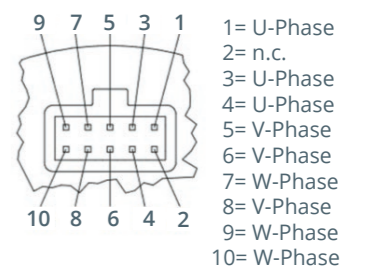 9 7 5 3 1
10 8 6 4 2
1= U-Phase
2= n.c.
3= U-Phase
4= U-Phase
5= V-Phase
6= V-Phase
7= W-Phase
8= V-Phase
9= W-Phase
10= W-Phase